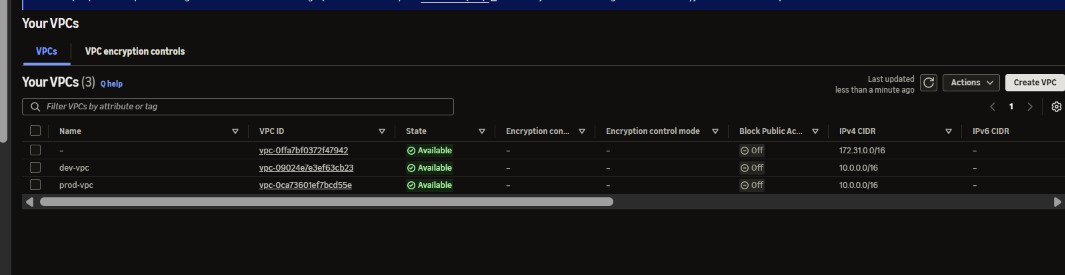 Your VPCs
VPCs VPC encryption controls
Your VPCs (3) Q help
Last updated
less than a minute ago
Actions
Create VPC
Filter VPCs by attribute or tag
1
Name VPC ID State Encryption con... Encryption control mode Block Public Ac... IPv4 CIDR IPv6 CIDR
– vpc-0ffa7bf0372f47942 Available – – Off 172.31.0.0/16 –
dev-vpc vpc-09024e7e3ef63cb23 Available – – Off 10.0.0.0/16 –
prod-vpc vpc-0ca73601ef7bcd55e Available – – Off 10.0.0.0/16 –